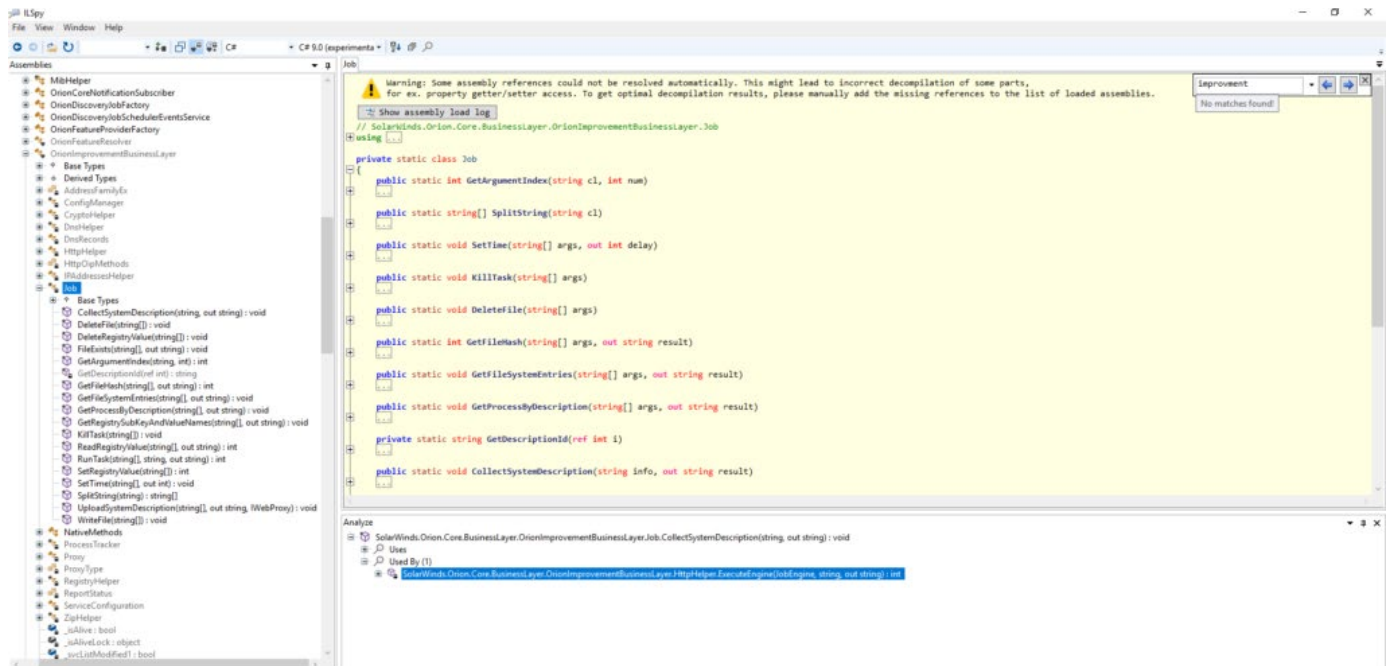 ILSpy
File View Window Help
C#
C# 9.0 (experimenta
Assemblies
MibHelper
OrionCoreNotificationSubscriber
OrionDiscoveryJobFactory
OrionDiscoveryJobSchedulerEventsService
OrionFeatureProviderFactory
OrionFeatureResolver
OrionImprovementBusinessLayer
Base Types
Derived Types
AddressFamilyEx
ConfigManager
CryptoHelper
DnsHelper
DnsRecords
HttpHelper
HttpOipMethods
IPAddressesHelper
Job
Base Types
CollectSystemDescription(string, out string) : void
DeleteFile(string[]) : void
DeleteRegistryValue(string[]) : void
FileExists(string[], out string) : void
GetArgumentIndex(string, int) : int
GetDescriptionId(ref int) : string
GetFileHash(string[], out string) : int
GetFileSystemEntries(string[], out string) : void
GetProcessByDescription(string[], out string) : void
GetRegistrySubKeyAndValueNames(string[], out string) : void
KillTask(string[]) : void
ReadRegistryValue(string[], out string) : int
RunTask(string[], string, out string) : int
SetRegistryValue(string[]) : int
SetTime(string[], out int) : void
SplitString(string) : string[]
UploadSystemDescription(string[], out string, IWebProxy) : void
WriteFile(string[]) : void
NativeMethods
ProcessTracker
Proxy
ProxyType
RegistryHelper
ReportStatus
ServiceConfiguration
ZipHelper
_isAlive : bool
_isAliveLock : object
_svcListModified1 : bool
Job
Warning: Some assembly references could not be resolved automatically. This might lead to incorrect decompilation of some parts,
for ex. property getter/setter access. To get optimal decompilation results, please manually add the missing references to the list of loaded assemblies.
improvement
No matches found!
Show assembly load log
// SolarWinds.Orion.Core.BusinessLayer.OrionImprovementBusinessLayer.Job
using ...
private static class Job
{
public static int GetArgumentIndex(string cl, int num)
...
public static string[] SplitString(string cl)
...
public static void SetTime(string[] args, out int delay)
...
public static void KillTask(string[] args)
...
public static void DeleteFile(string[] args)
...
public static int GetFileHash(string[] args, out string result)
...
public static void GetFileSystemEntries(string[] args, out string result)
...
public static void GetProcessByDescription(string[] args, out string result)
...
private static string GetDescriptionId(ref int i)
...
public static void CollectSystemDescription(string info, out string result)
...
Analyze
SolarWinds.Orion.Core.BusinessLayer.OrionImprovementBusinessLayer.Job.CollectSystemDescription(string, out string) : void
Uses
Used By (1)
SolarWinds.Orion.Core.BusinessLayer.OrionImprovementBusinessLayer.HttpHelper.ExecuteEngine(JobEngine, string, out string) : int